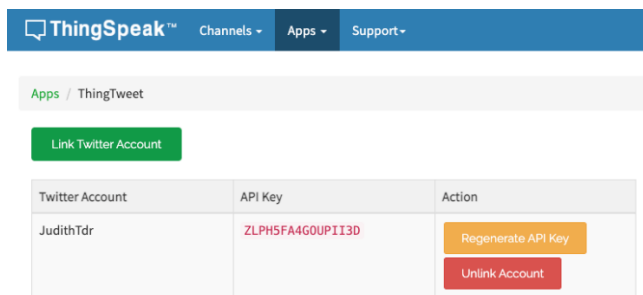 ThingSpeak™ Channels Apps Support
Apps / ThingTweet
Link Twitter Account
Twitter Account API Key Action
JudithTdr ZLPH5FA4GOUPII3D Regenerate API Key
Unlink Account